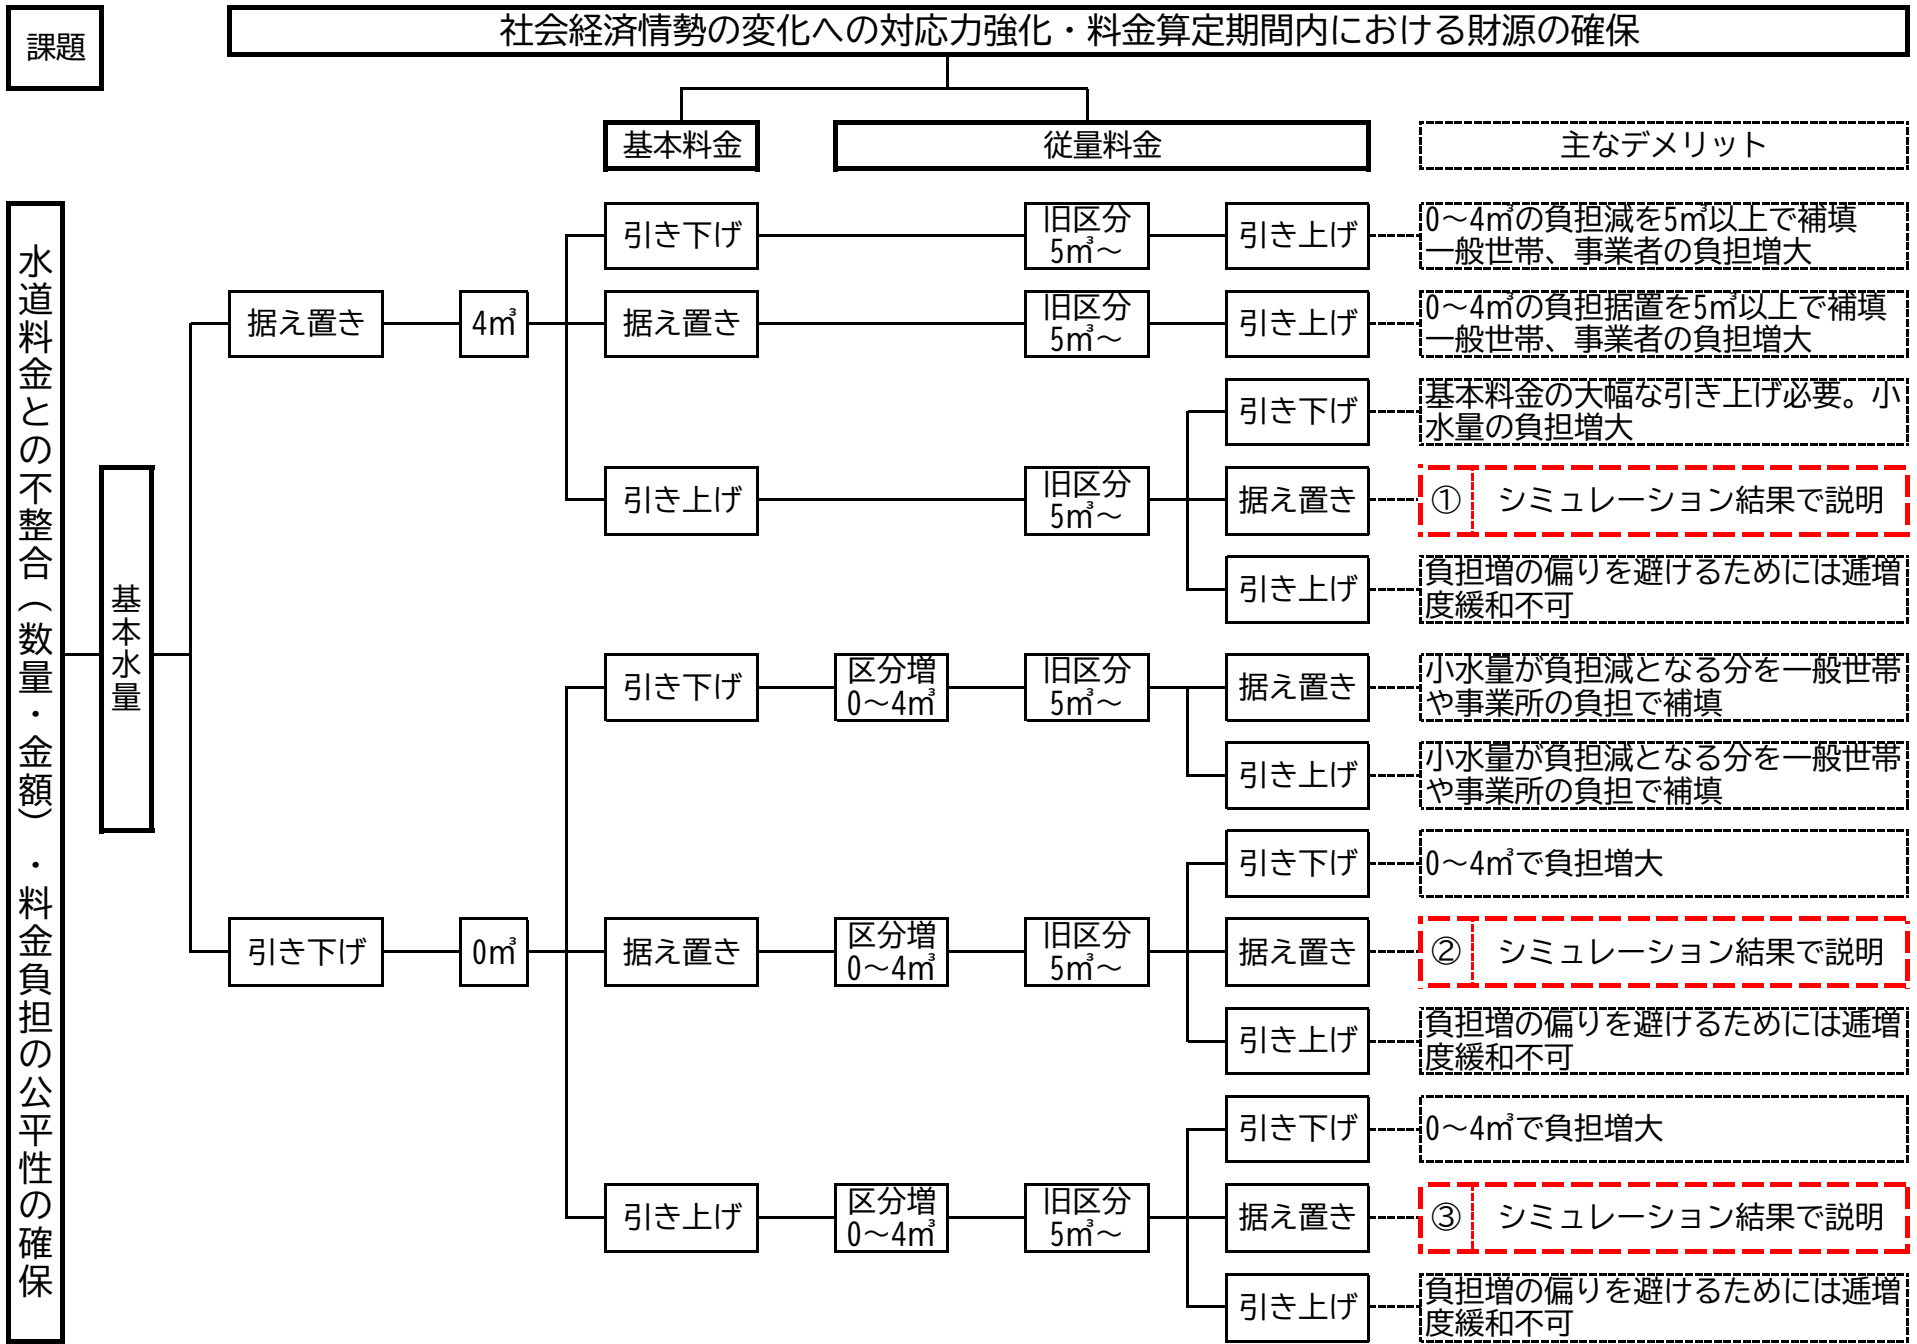 課題
社会経済情勢の変化への対応力強化・料金算定期間内における財源の確保
基本料金
従量料金
主なデメリット
水道料金との不整合（数量・金額）・料金負担の公平性の確保
基本水量
据え置き
4㎥
引き下げ
旧区分
5㎥～
引き上げ
0～4㎥の負担減を5㎥以上で補填
一般世帯、事業者の負担増大
据え置き
旧区分
5㎥～
引き上げ
0～4㎥の負担据置を5㎥以上で補填
一般世帯、事業者の負担増大
引き上げ
旧区分
5㎥～
引き下げ
基本料金の大幅な引き上げ必要。小
水量の負担増大
据え置き
① シミュレーション結果で説明
引き上げ
負担増の偏りを避けるためには逓増
度緩和不可
引き下げ
0㎥
引き下げ
区分増
0～4㎥
旧区分
5㎥～
据え置き
小水量が負担減となる分を一般世帯
や事業所の負担で補填
引き上げ
小水量が負担減となる分を一般世帯
や事業所の負担で補填
据え置き
区分増
0～4㎥
旧区分
5㎥～
引き下げ
0～4㎥で負担増大
据え置き
② シミュレーション結果で説明
引き上げ
負担増の偏りを避けるためには逓増
度緩和不可
引き上げ
区分増
0～4㎥
旧区分
5㎥～
引き下げ
0～4㎥で負担増大
据え置き
③ シミュレーション結果で説明
引き上げ
負担増の偏りを避けるためには逓増
度緩和不可